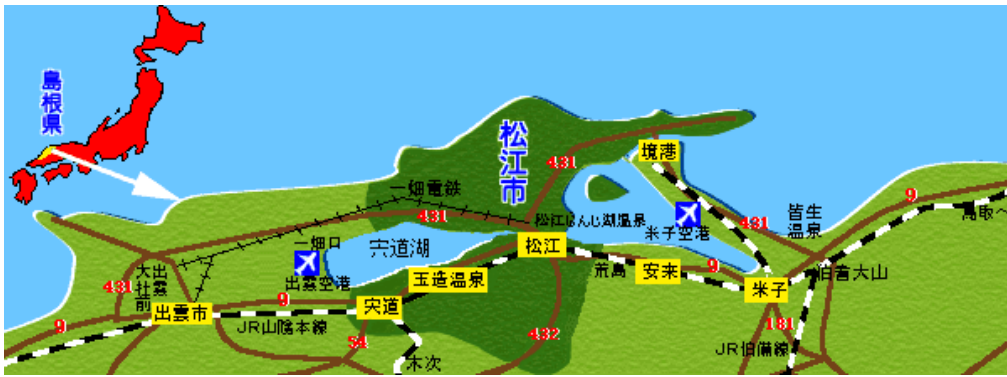 島根県
松江市
境港
431
9
一畑電鉄
431
松江しんじ湖温泉
米子空港
431
皆生
温泉
鳥取
一畑口
宍道湖
松江
荒島
安来
9
伯耆大山
出雲
大社
前
431
出雲空港
玉造温泉
米子
9
出雲市
9
宍道
JR山陰本線
54
432
181
木次
JR伯備線